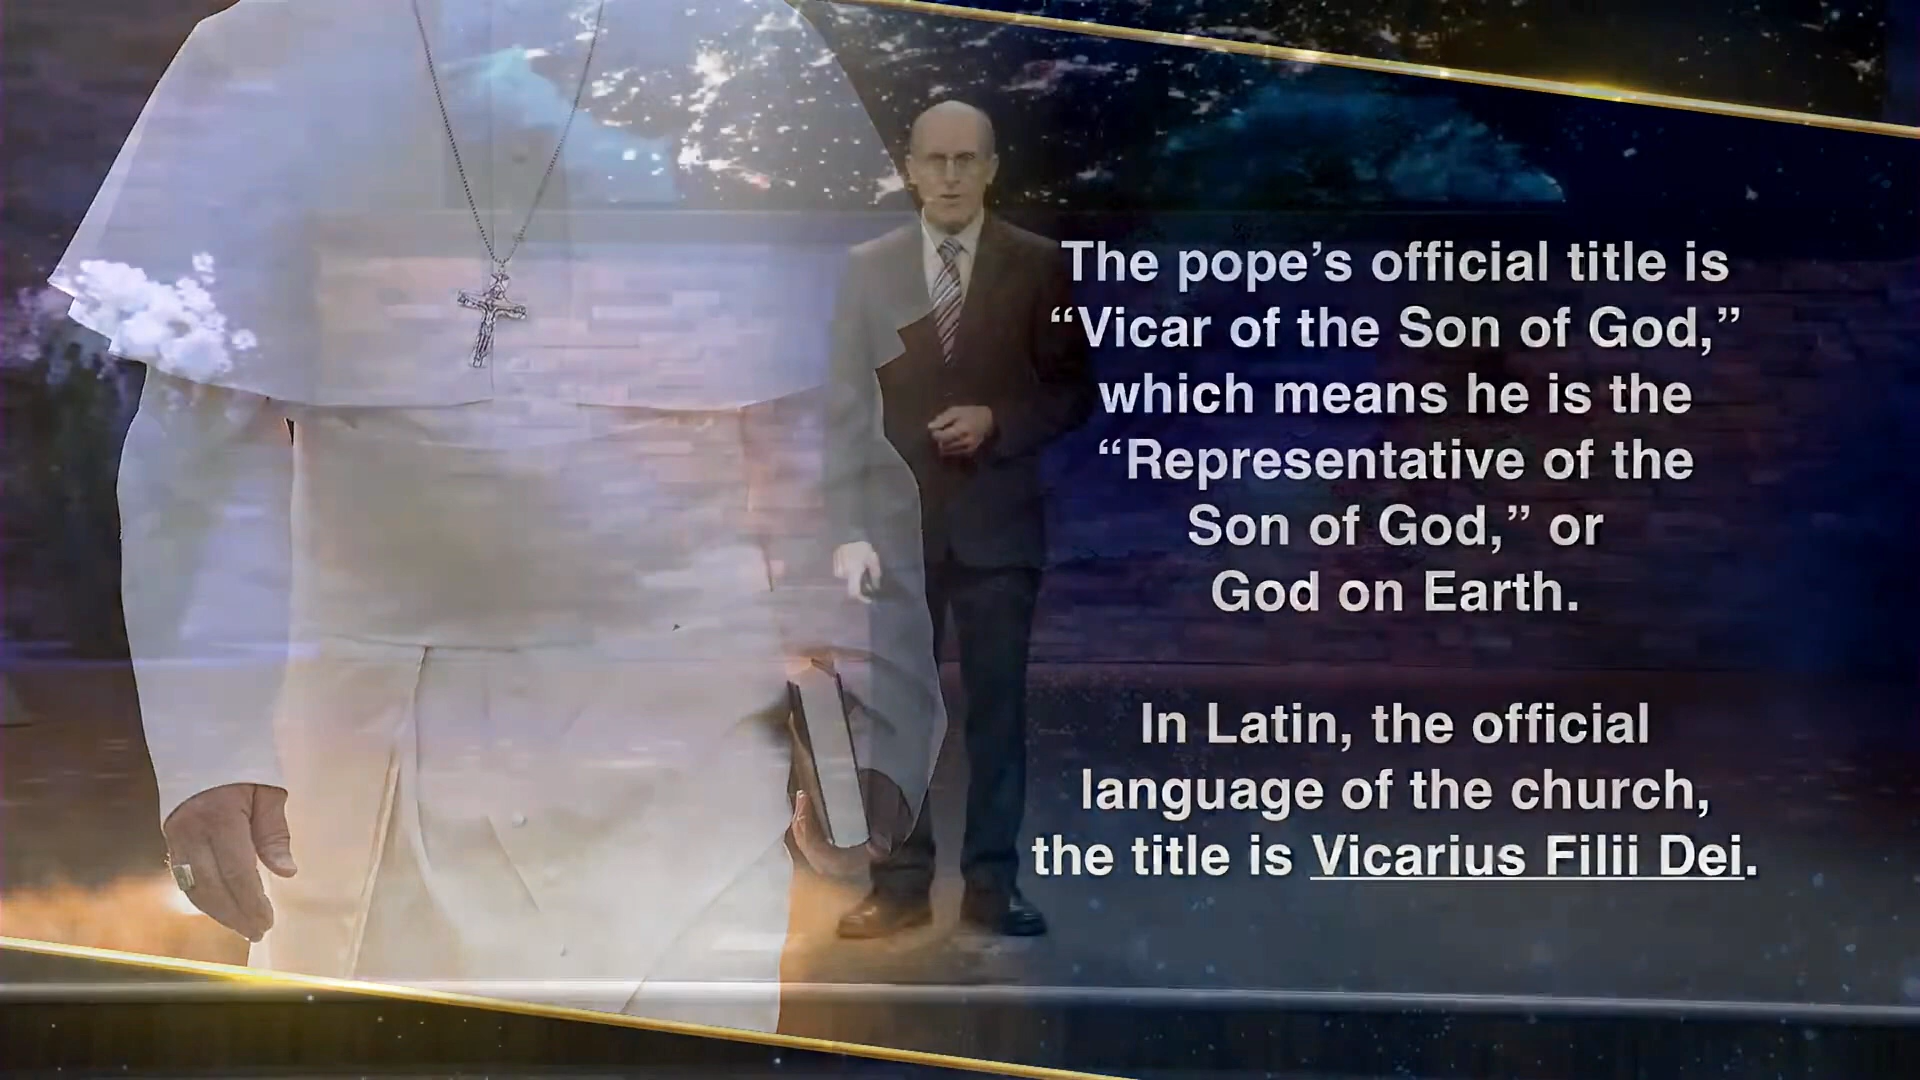 The pope’s official title is
“Vicar of the Son of God,”
which means he is the
“Representative of the
Son of God,” or
God on Earth.
In Latin, the official
language of the church,
the title is Vicarius Filii Dei.